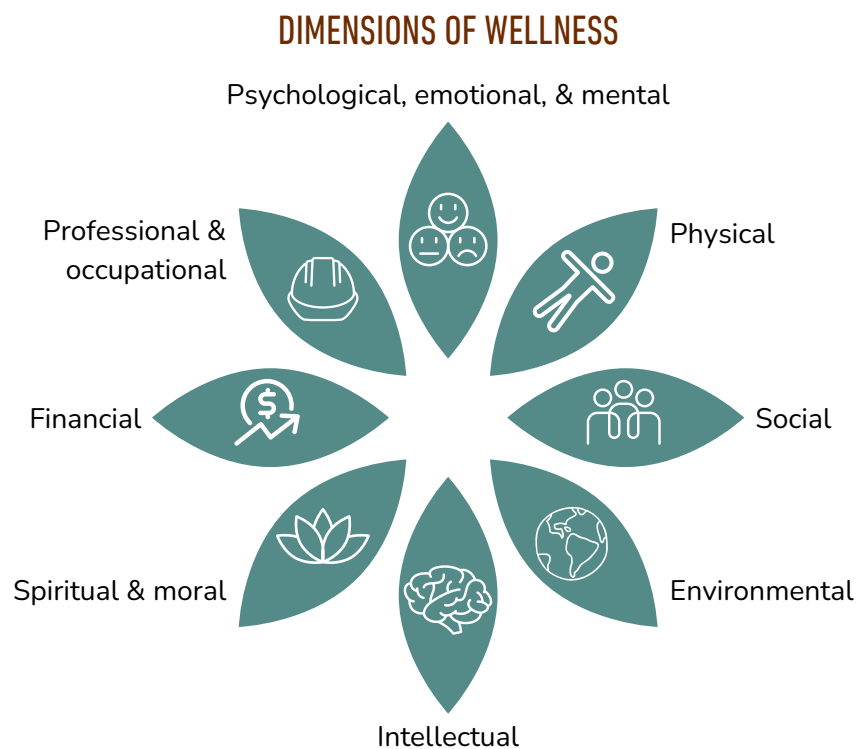 DIMENSIONS OF WELLNESS
Psychological, emotional, & mental
Professional &
occupational
Physical
Financial
$
Social
Spiritual & moral
Environmental
Intellectual